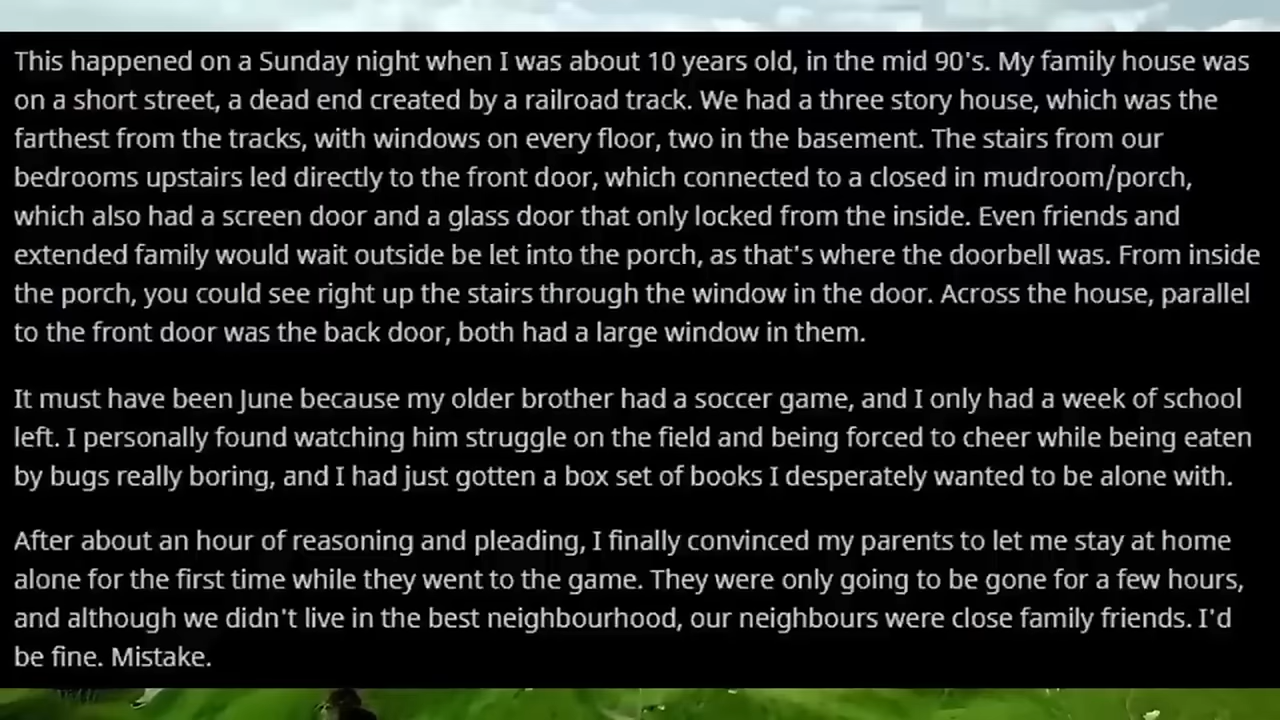 This happened on a Sunday night when I was about 10 years old, in the mid 90's. My family house was
on a short street, a dead end created by a railroad track. We had a three story house, which was the
farthest from the tracks, with windows on every floor, two in the basement. The stairs from our
bedrooms upstairs led directly to the front door, which connected to a closed in mudroom/porch,
which also had a screen door and a glass door that only locked from the inside. Even friends and
extended family would wait outside be let into the porch, as that's where the doorbell was. From inside
the porch, you could see right up the stairs through the window in the door. Across the house, parallel
to the front door was the back door, both had a large window in them.
It must have been June because my older brother had a soccer game, and I only had a week of school
left. I personally found watching him struggle on the field and being forced to cheer while being eaten
by bugs really boring, and I had just gotten a box set of books I desperately wanted to be alone with.
After about an hour of reasoning and pleading, I finally convinced my parents to let me stay at home
alone for the first time while they went to the game. They were only going to be gone for a few hours,
and although we didn't live in the best neighbourhood, our neighbours were close family friends. I'd
be fine. Mistake.